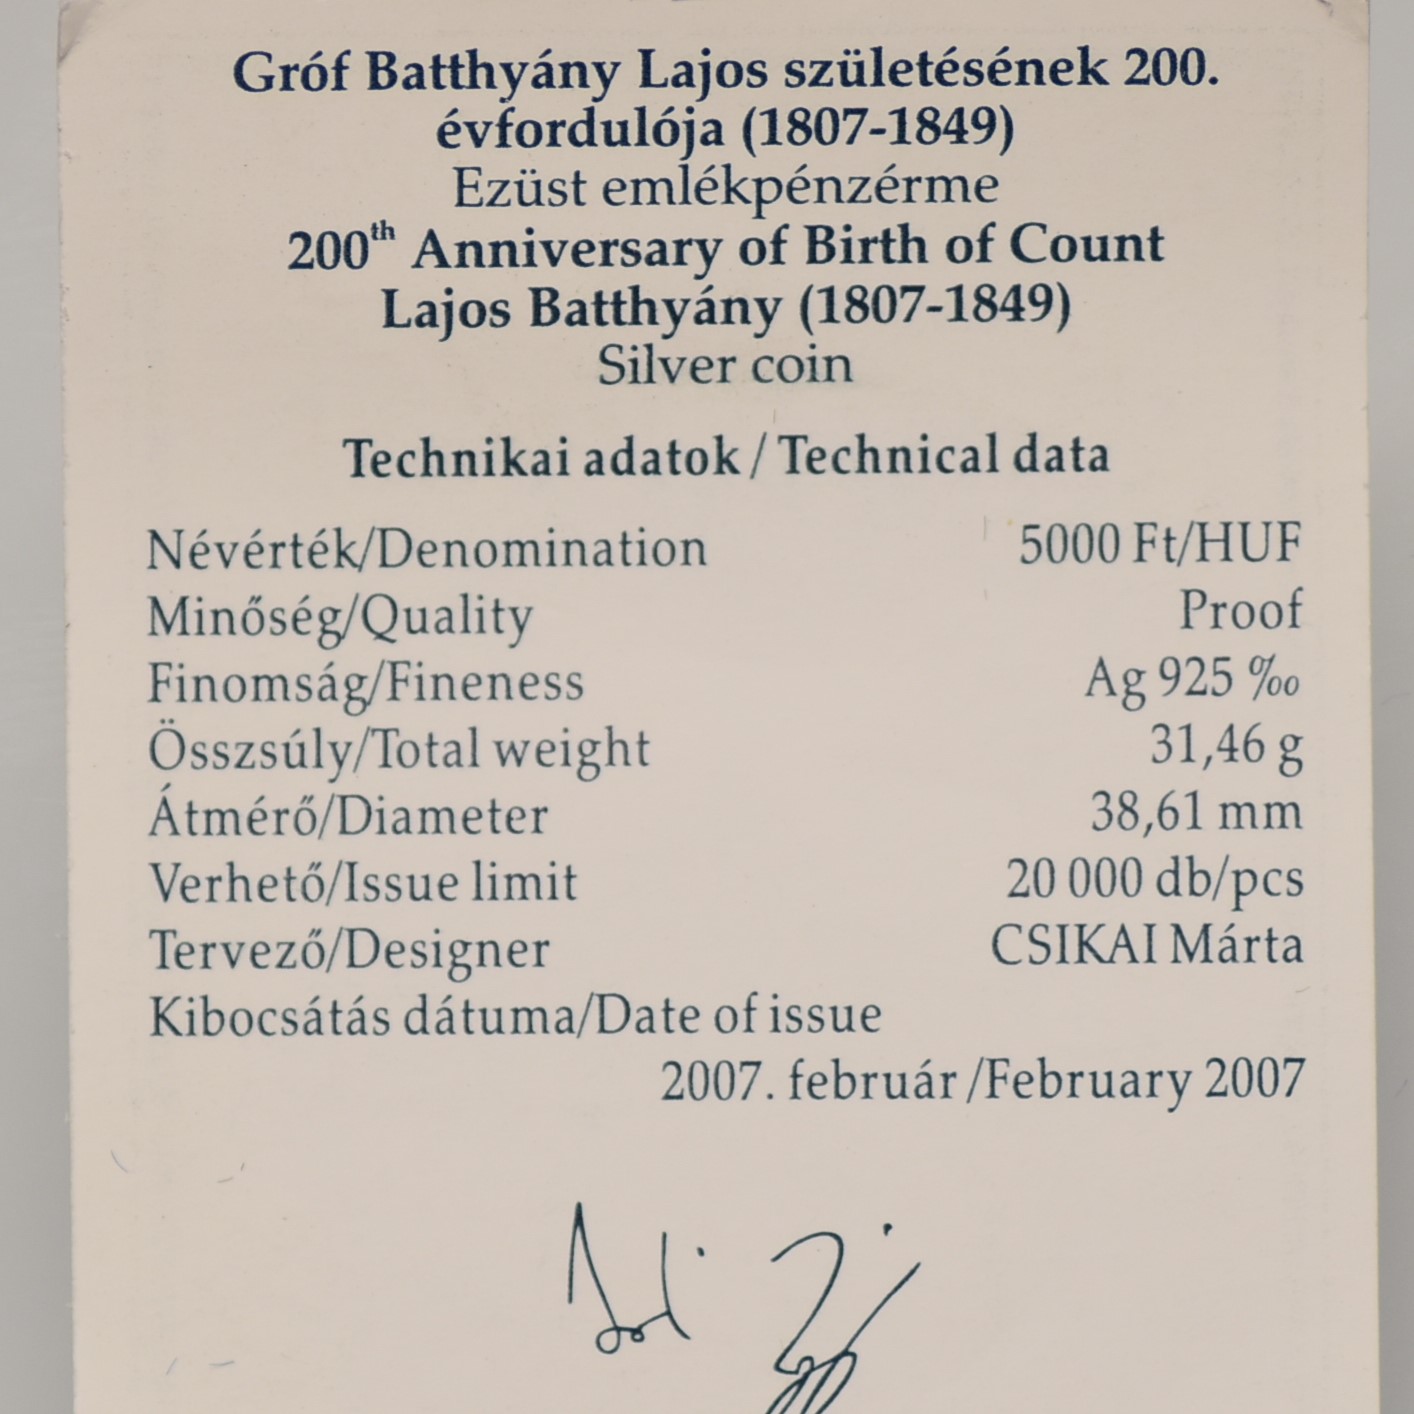 Gróf Batthyány Lajos születésének 200.
évfordulója (1807-1849)
Ezüst emlékpénzérme
200th Anniversary of Birth of Count
Lajos Batthyány (1807-1849)
Silver coin
Technikai adatok / Technical data
Névérték/Denomination 5000 Ft/HUF
Minőség/Quality Proof
Finomság/Fineness Ag 925 ‰
Összsúly/Total weight 31,46 g
Átmérő/Diameter 38,61 mm
Verhető/Issue limit 20 000 db/pcs
Tervező/Designer CSIKAI Márta
Kibocsátás dátuma/Date of issue
2007. február /February 2007